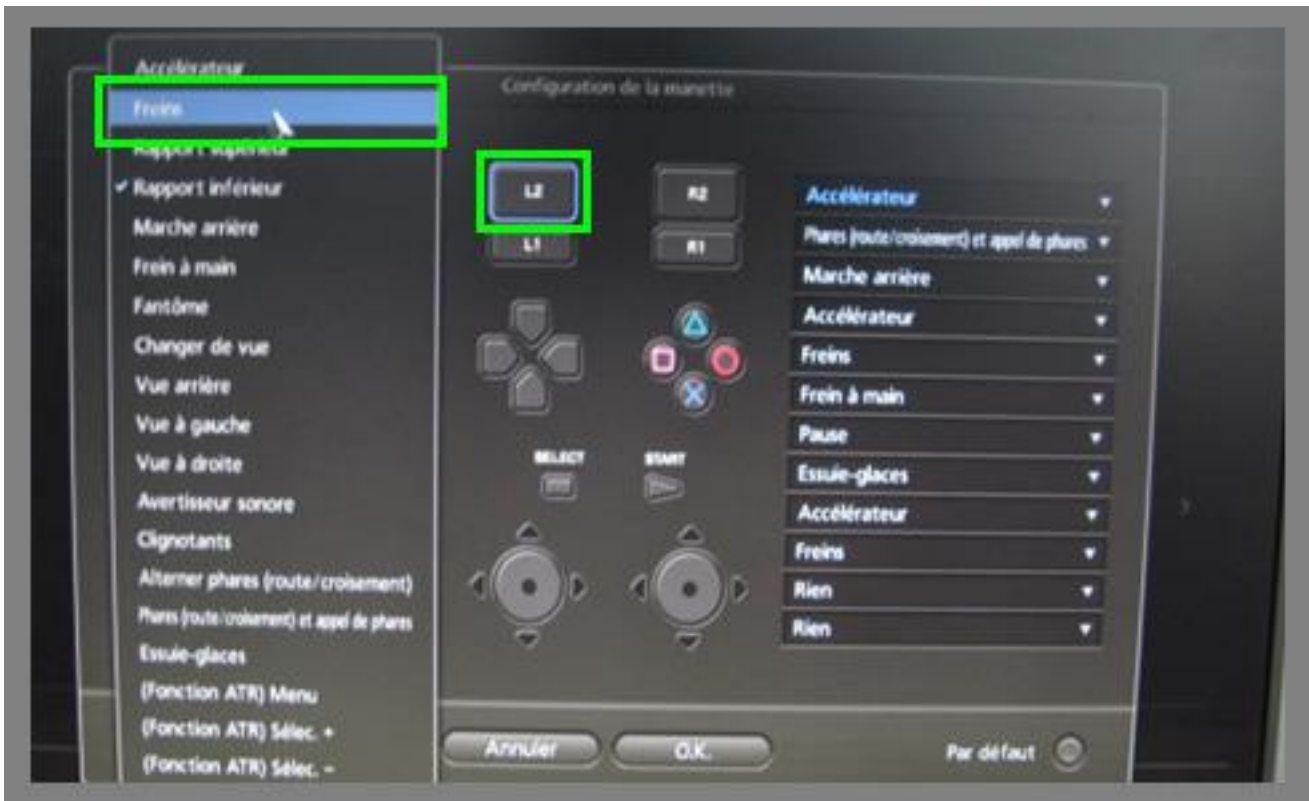 Accélérateur
Freins
Rapport supérieur
Rapport inférieur
Marche arrière
Frein à main
Fantôme
Changer de vue
Vue arrière
Vue à gauche
Vue à droite
Avertisseur sonore
Clignotants
Alterner phares (route/croisement)
Phares (route/croisement) et appel de phares
Essuie-glaces
(Fonction ATR) Menu
(Fonction ATR) Sélec. +
(Fonction ATR) Sélec. -
Configuration de la manette
L2
R2
L1
R1
SELECT
START
Accélérateur
Phares (route/croisement) et appel de phares
Marche arrière
Accélérateur
Freins
Frein à main
Pause
Essuie-glaces
Accélérateur
Freins
Rien
Rien
Annuler
O.K.
Par défaut